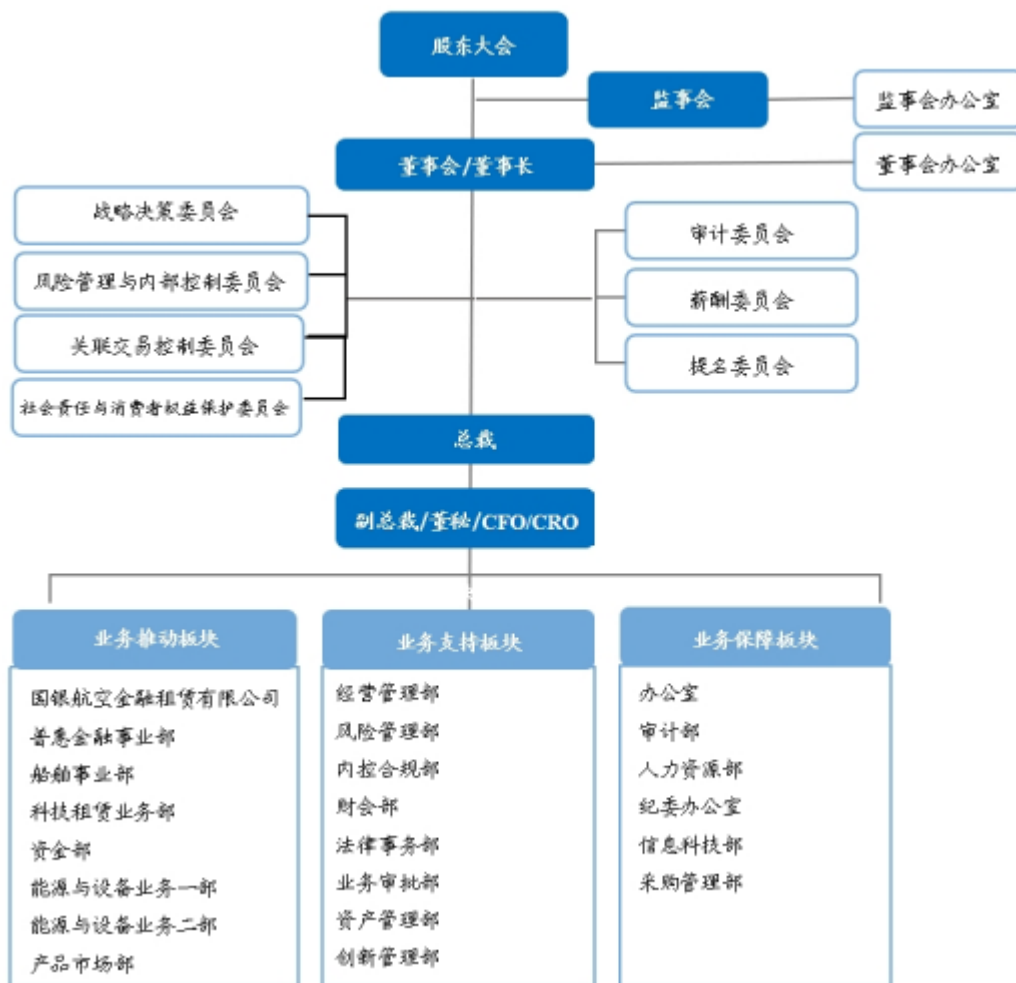 股东大会
监事会
监事会办公室
董事会/董事长
董事会办公室
战略决策委员会
风险管理与内部控制委员会
关联交易控制委员会
社会责任与消费者权益保护委员会
审计委员会
薪酬委员会
提名委员会
总裁
副总裁/董秘/CFO/CRO
业务推动板块
国银航空金融租赁有限公司
普惠金融事业部
船舶事业部
科技租赁业务部
资金部
能源与设备业务一部
能源与设备业务二部
产品市场部
业务支持板块
经营管理部
风险管理部
内控合规部
财会部
法律事务部
业务审批部
资产管理部
创新管理部
业务保障板块
办公室
审计部
人力资源部
纪委办公室
信息科技部
采购管理部